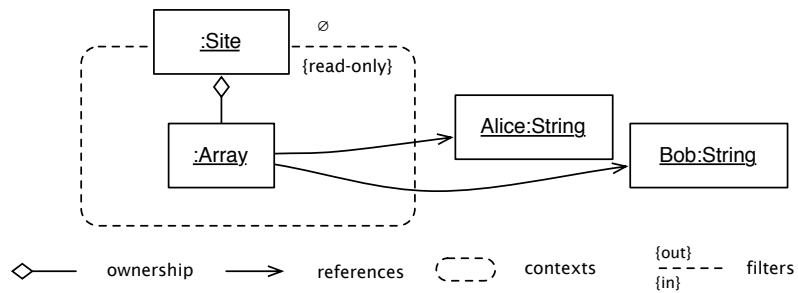 :Site
∅
{read-only}
:Array
Alice:String
Bob:String
ownership
references
contexts
{out}
{in}
filters